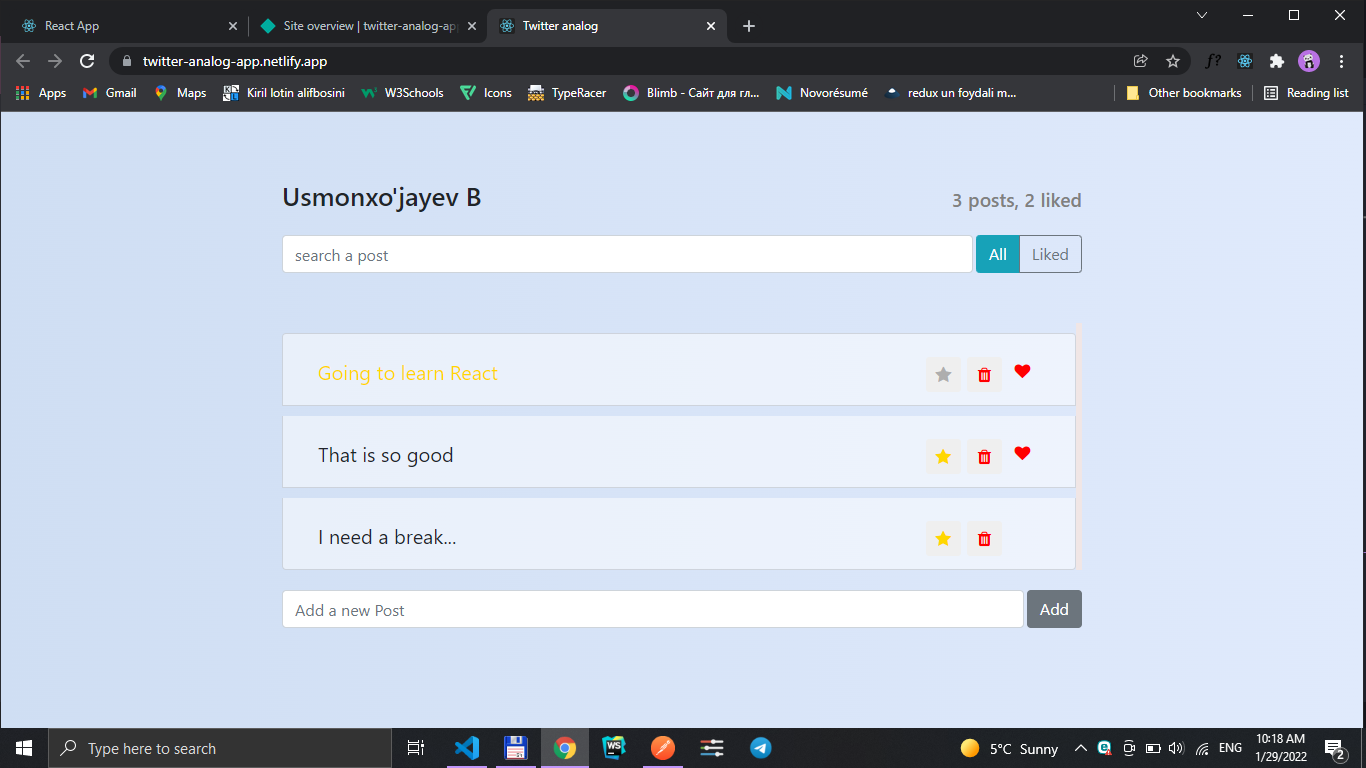 React App
Site overview | twitter-analog-app
Twitter analog
twitter-analog-app.netlify.app
f?
Apps
Gmail
Maps
Kiril lotin alifbosini
W3Schools
Icons
TypeRacer
Blimb - Сайт для гл...
Novorésumé
redux un foydali m...
Other bookmarks
Reading list
Usmonxo'jayev B
3 posts, 2 liked
search a post
All
Liked
Going to learn React
That is so good
I need a break...
Add a new Post
Add
Type here to search
WS
5°C Sunny
ENG
10:18 AM
1/29/2022
2